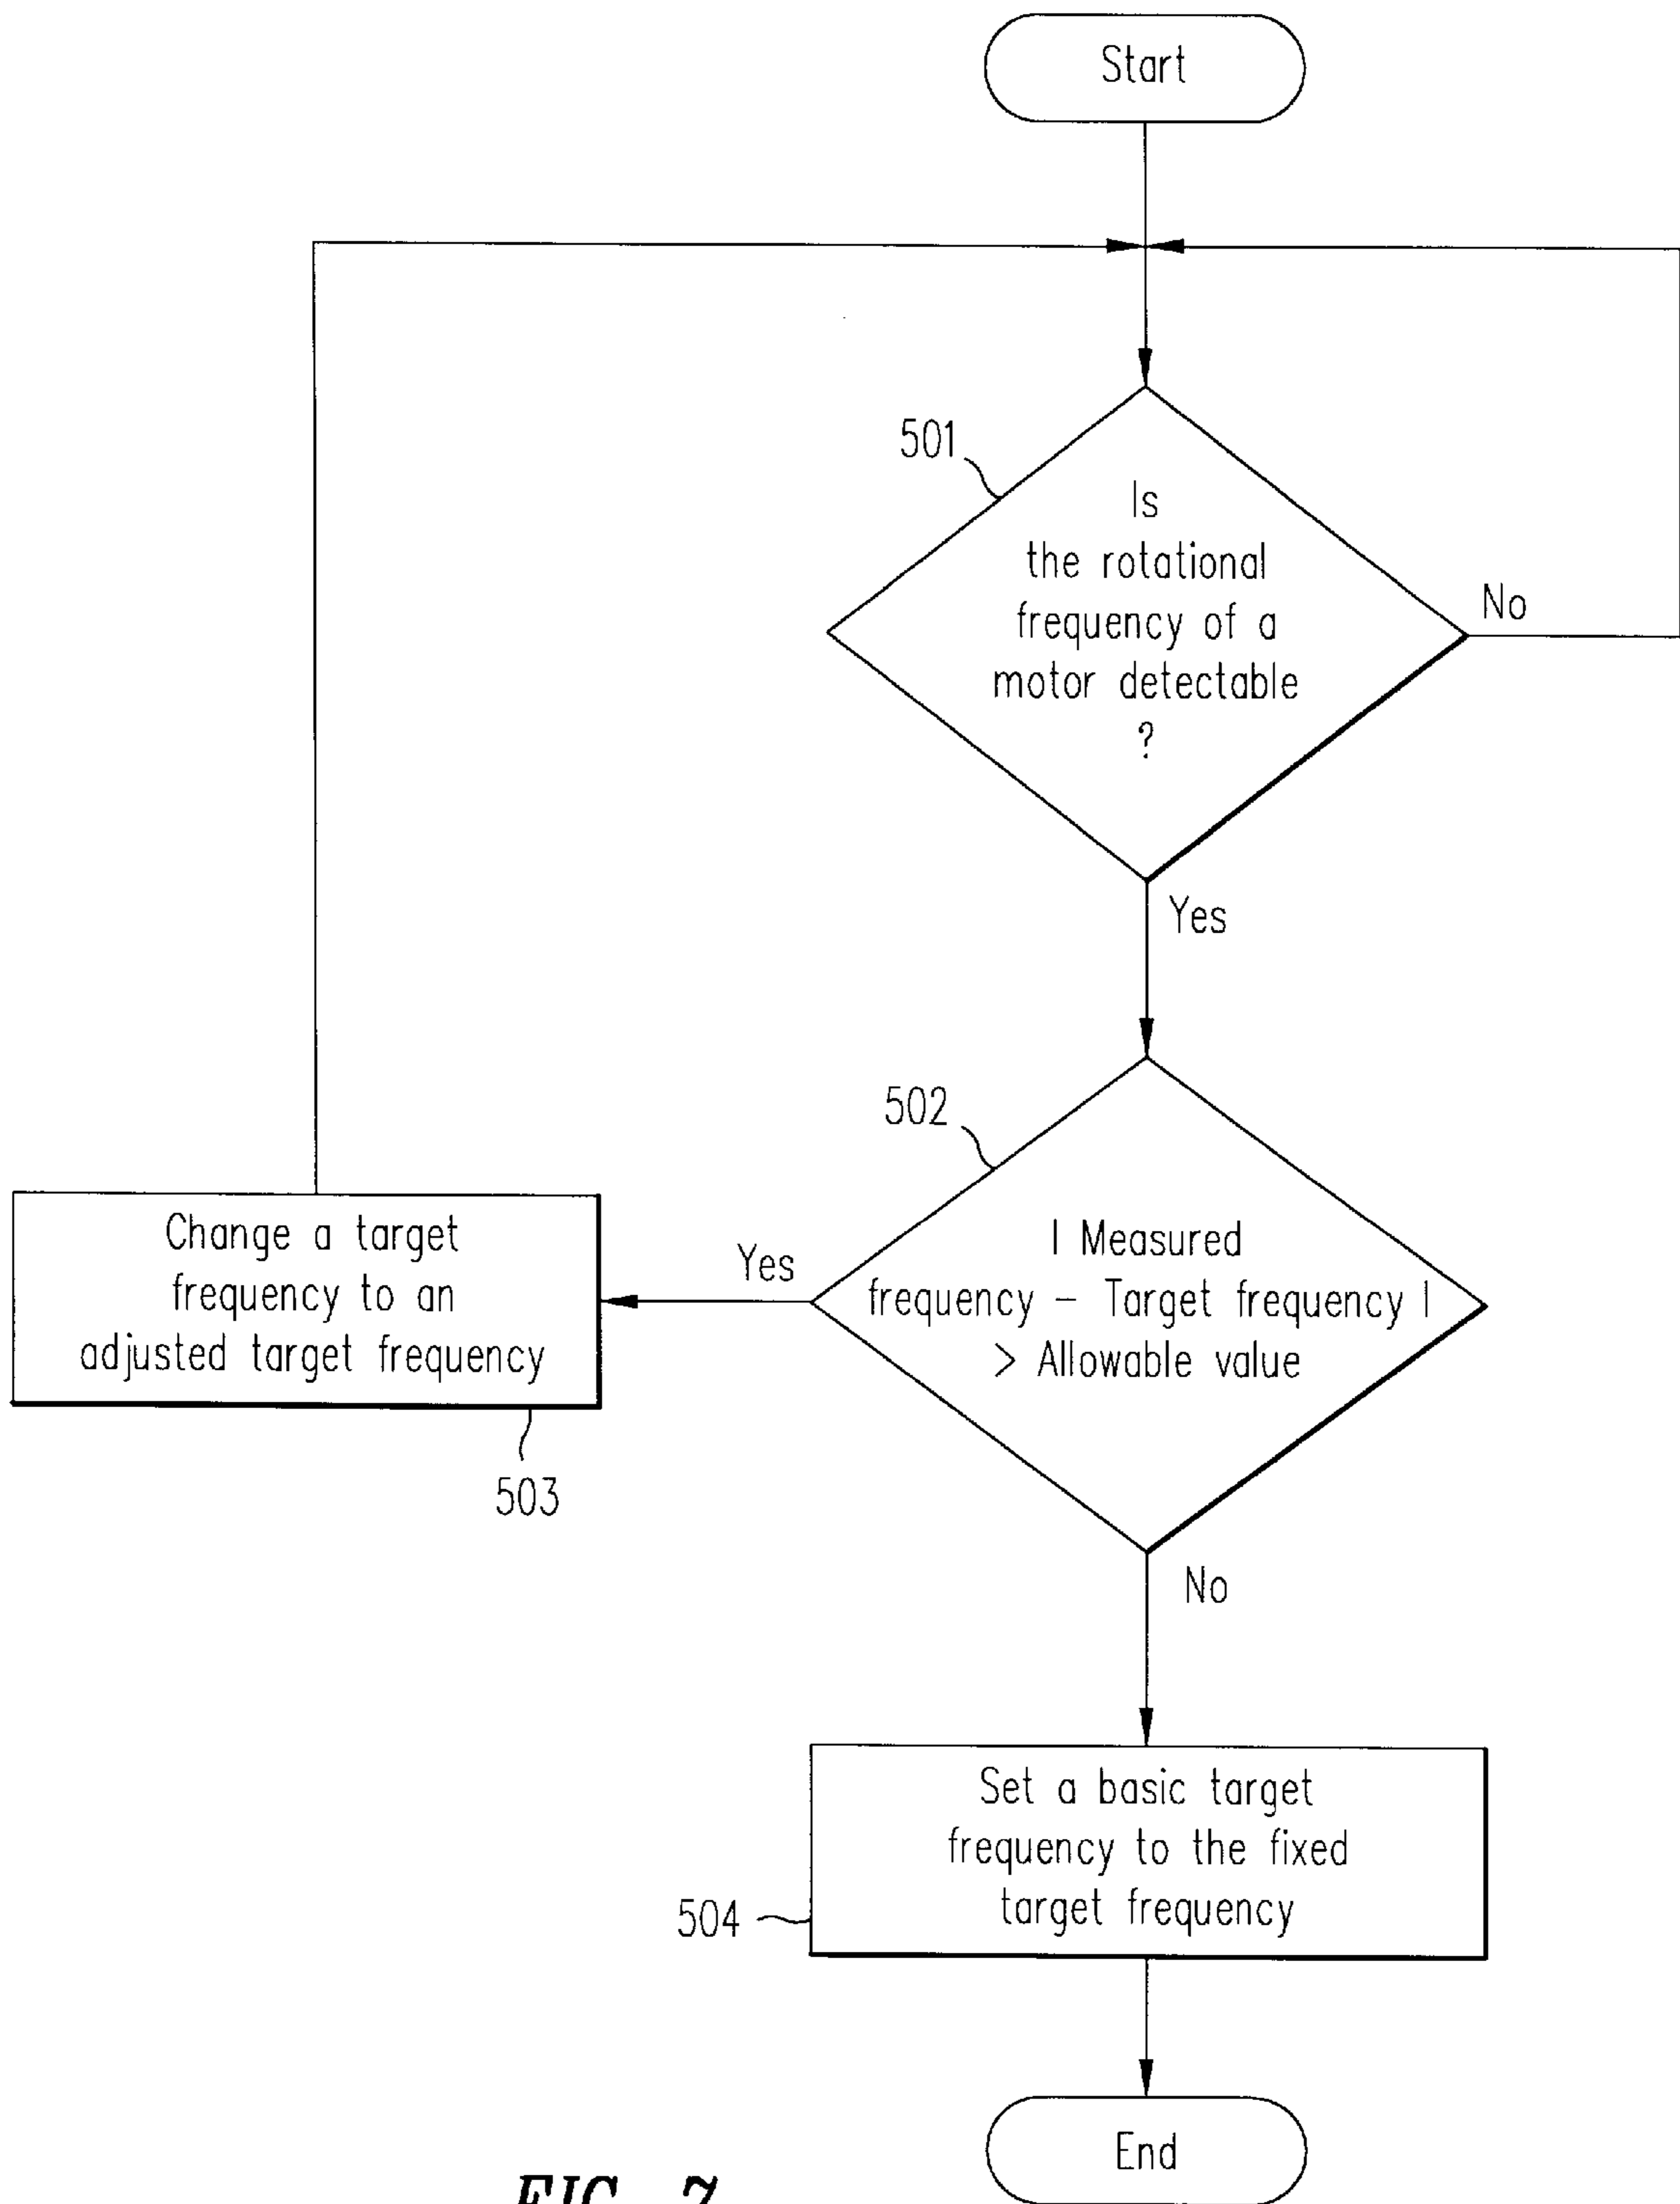 Start
501
Is
the rotational
frequency of a
motor detectable
?
No
Yes
502
| Measured
frequency – Target frequency |
> Allowable value
Yes
Change a target
frequency to an
adjusted target frequency
503
No
Set a basic target
frequency to the fixed
target frequency
504
End
FIG. 7